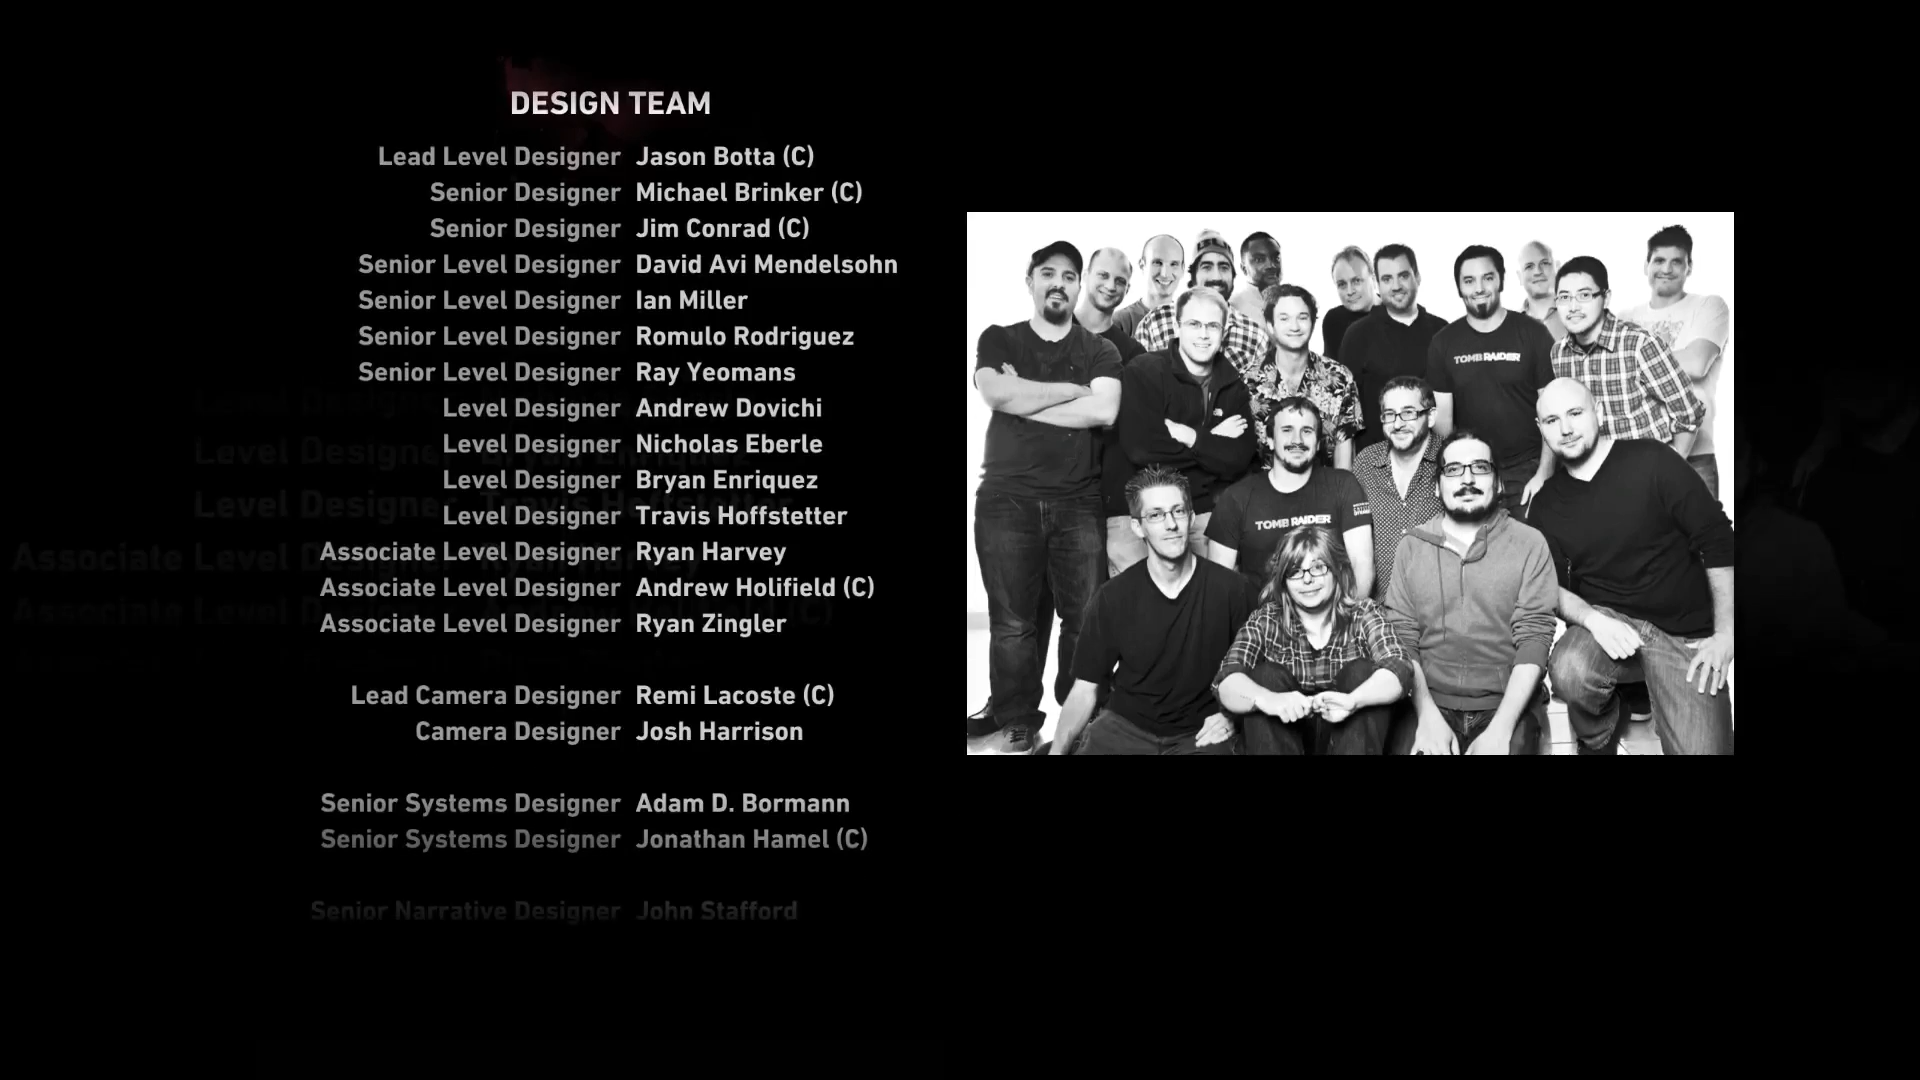 DESIGN TEAM
Lead Level Designer Jason Botta (C)
Senior Designer Michael Brinker (C)
Senior Designer Jim Conrad (C)
Senior Level Designer David Avi Mendelsohn
Senior Level Designer Ian Miller
Senior Level Designer Romulo Rodriguez
Senior Level Designer Ray Yeomans
Level Designer Andrew Dovichi
Level Designer Nicholas Eberle
Level Designer Bryan Enriquez
Level Designer Travis Hoffstetter
Associate Level Designer Ryan Harvey
Associate Level Designer Andrew Holifield (C)
Associate Level Designer Ryan Zingler
Lead Camera Designer Remi Lacoste (C)
Camera Designer Josh Harrison
Senior Systems Designer Adam D. Bormann
Senior Systems Designer Jonathan Hamel (C)
Senior Narrative Designer John Stafford
TOMB RAIDER
TOMB RAIDER